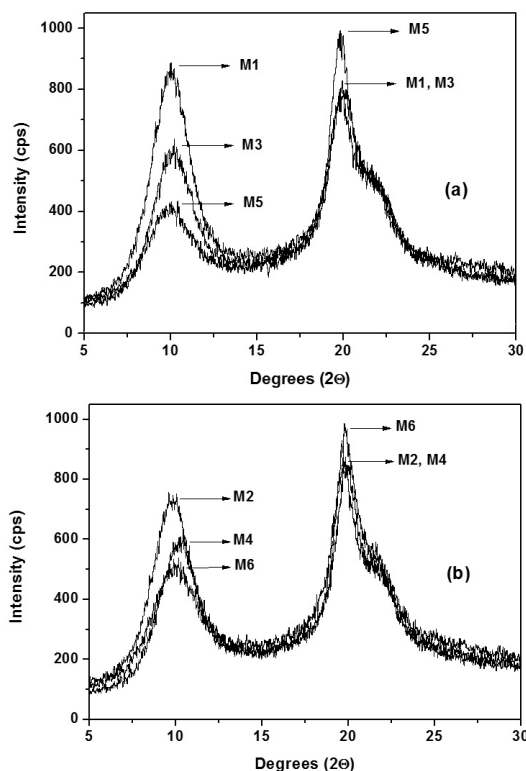 M5
1000
M1
M1, M3
800
M3
600
(a)
M5
400
200
0
5 10 15 20 25 30
Intensity (cps)
Degrees (2Θ)
1000
M6
M2, M4
800
M2
M4
600
M6
(b)
400
200
0
5 10 15 20 25 30
Intensity (cps)
Degrees (2Θ)